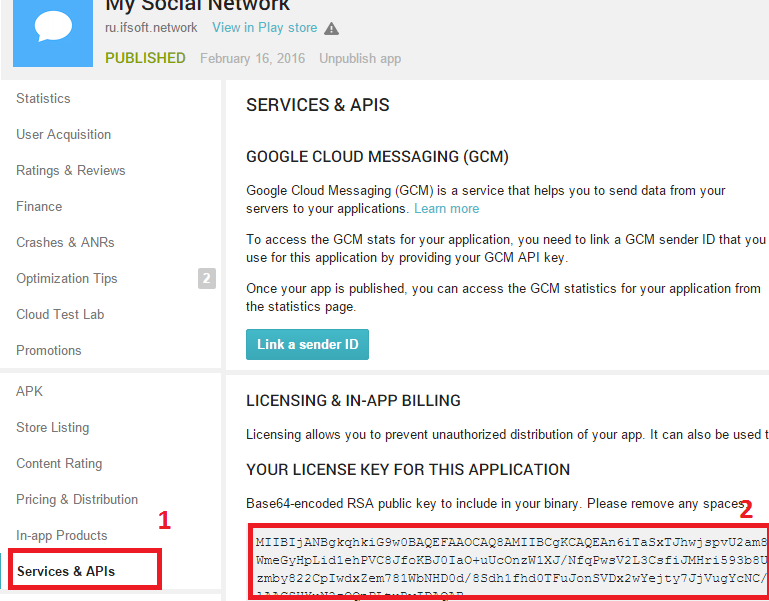 My Social Network
ru.ifsoft.network View in Play store
PUBLISHED February 16, 2016 Unpublish app
Statistics
User Acquisition
Ratings & Reviews
Finance
Crashes & ANRs
Optimization Tips 2
Cloud Test Lab
Promotions
APK
Store Listing
Content Rating
Pricing & Distribution
In-app Products
1
Services & APIs
SERVICES & APIS
GOOGLE CLOUD MESSAGING (GCM)
Google Cloud Messaging (GCM) is a service that helps you to send data from your
servers to your applications. Learn more
To access the GCM stats for your application, you need to link a GCM sender ID that you
use for this application by providing your GCM API key.
Once your app is published, you can access the GCM statistics for your application from
the statistics page.
Link a sender ID
LICENSING & IN-APP BILLING
Licensing allows you to prevent unauthorized distribution of your app. It can also be used t
YOUR LICENSE KEY FOR THIS APPLICATION
Base64-encoded RSA public key to include in your binary. Please remove any spaces.
2
MIIBIjANBgkqhkiG9w0BAQEFAAOCAQ8AMIIBCgKCAQEAn6iTaSxTJhwjspvU2am8
WmeGyHpLid1ehPVC8JfoKBJ0IaO+uUcOnzW1XJ/NfqPwsV2L3CsfiJMHri593b8U
zmby822CpIwdxZem781WbNHD0d/8Sdh1fhd0TFuJonSVDx2wYejty7JjVugYcNC/